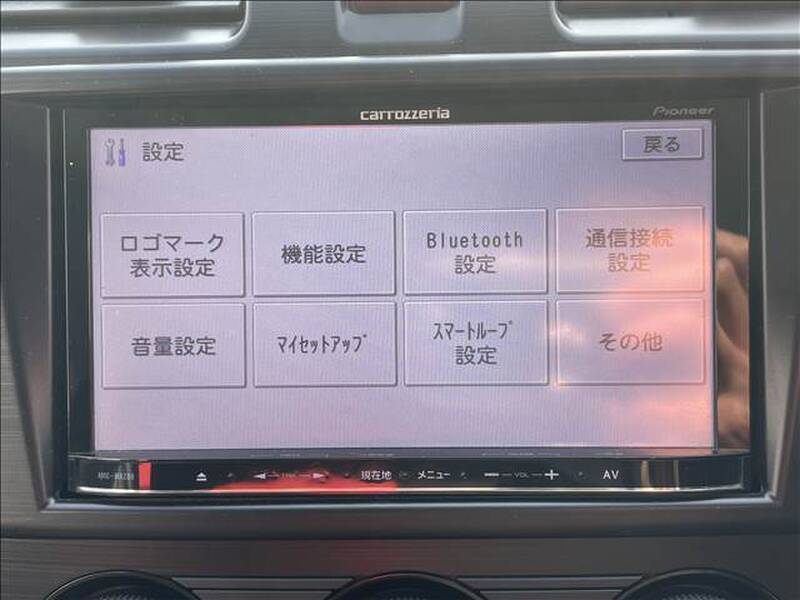 carrozzeria
Pioneer
設定
戻る
ロゴマーク
表示設定
機能設定
Bluetooth
設定
通信接続
設定
音量設定
ﾏｲｾｯﾄｱｯﾌﾟ
ｽﾏｰﾄﾙｰﾌﾟ
設定
その他
現在地
メニュー
VOL
AV